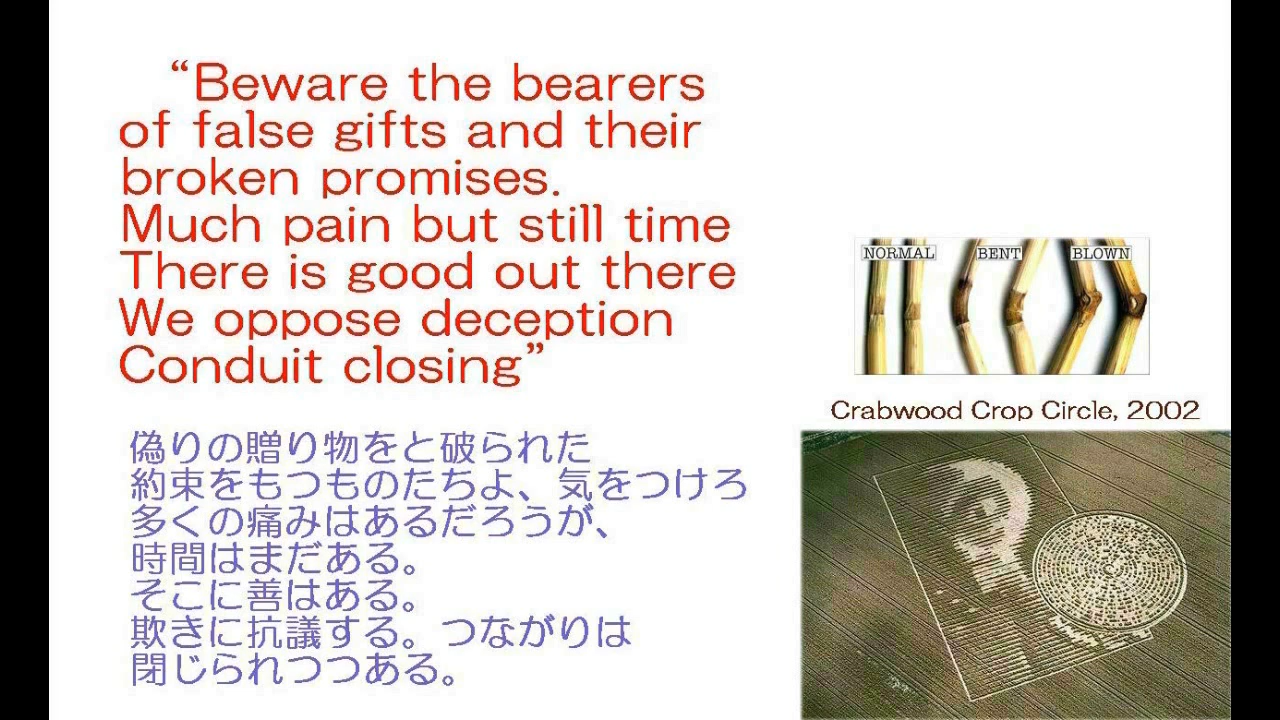 “Beware the bearers
of false gifts and their
broken promises.
Much pain but still time
There is good out there
We oppose deception
Conduit closing”
偽りの贈り物をと破られた
約束をもつものたちよ、気をつけろ
多くの痛みはあるだろうが、
時間はまだある。
そこに善はある。
欺きに抗議する。つながりは
閉じられつつある。
NORMAL BENT BLOWN
Crabwood Crop Circle, 2002